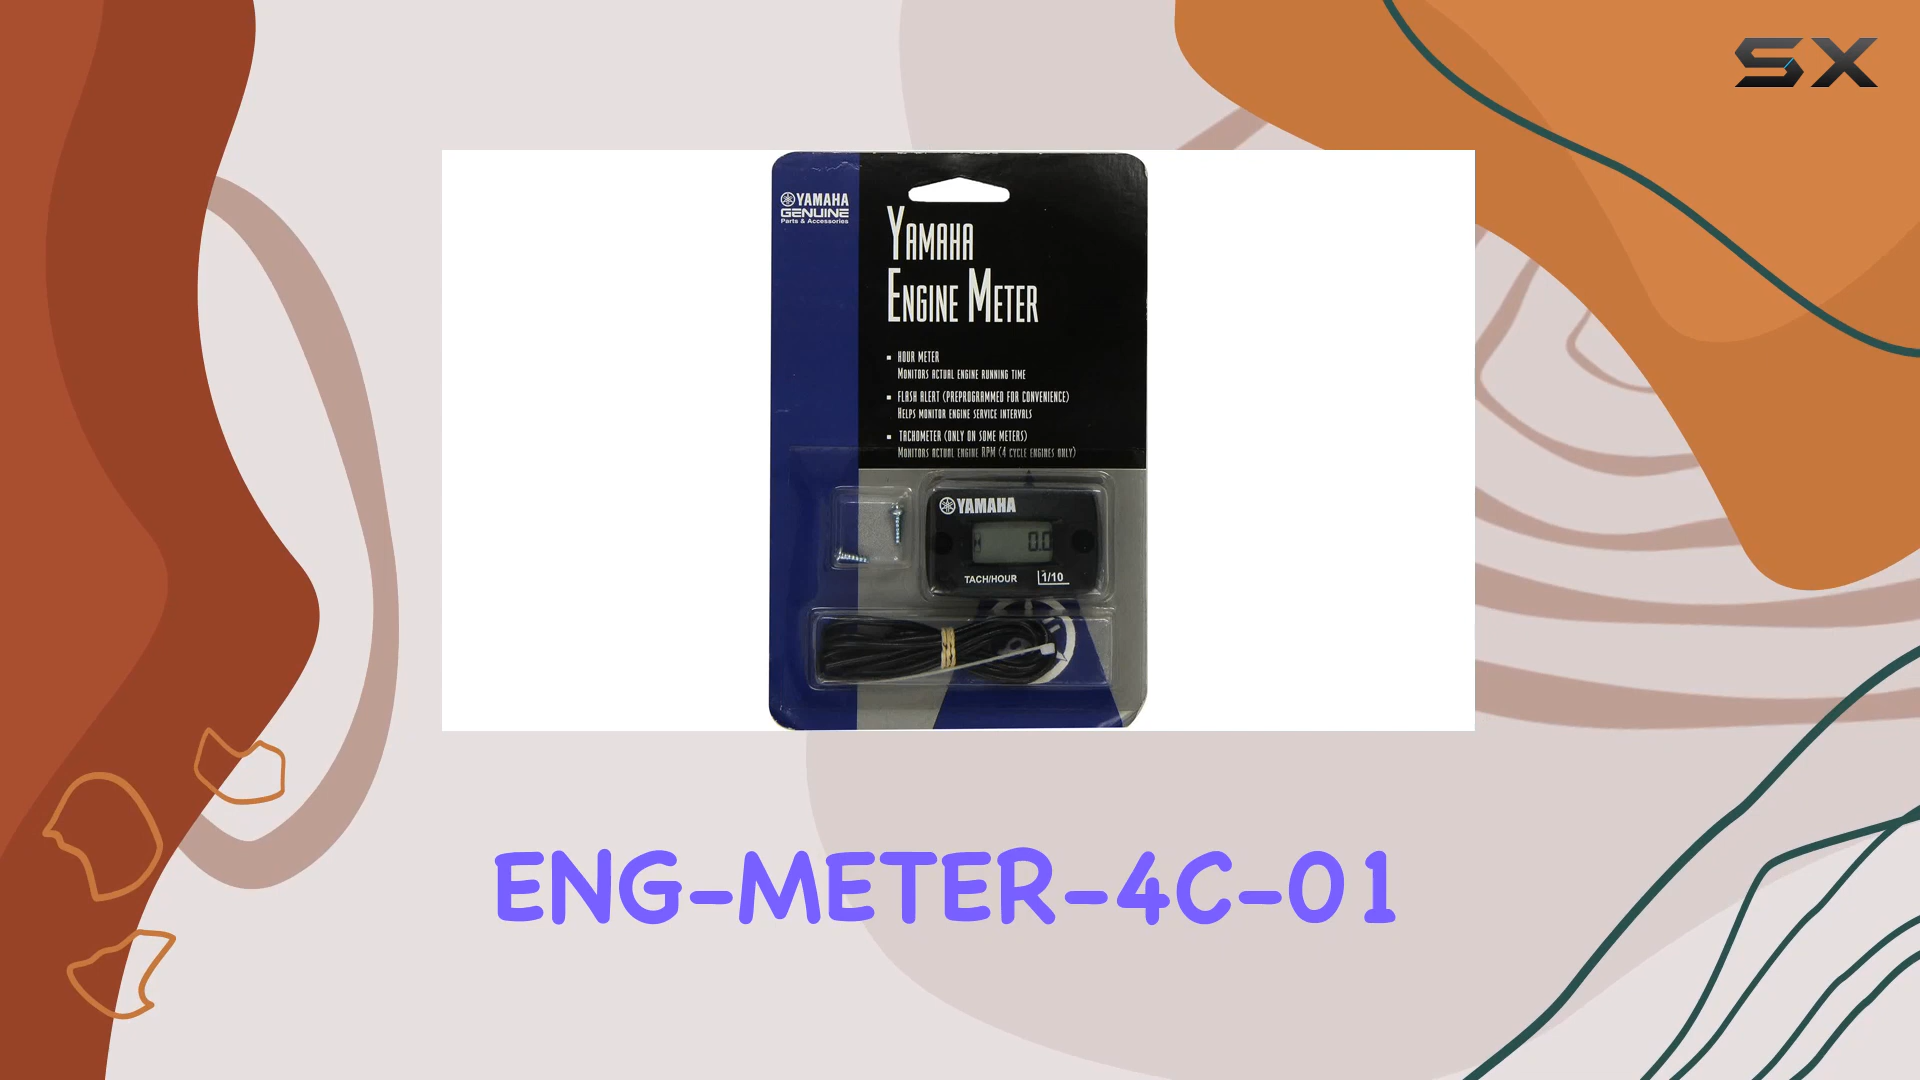 SX
YAMAHA
GENUINE
Parts & Accessories
YAMAHA
ENGINE METER
▪ HOUR METER
MONITORS ACTUAL ENGINE RUNNING TIME
▪ FLASH ALERT (PREPROGRAMMED FOR CONVENIENCE)
HELPS MONITOR ENGINE SERVICE INTERVALS
▪ TACHOMETER (ONLY ON SOME METERS)
MONITORS ACTUAL ENGINE RPM (4 CYCLE ENGINES ONLY)
YAMAHA
0.0
TACH/HOUR 1/10
ENG-METER-4C-01